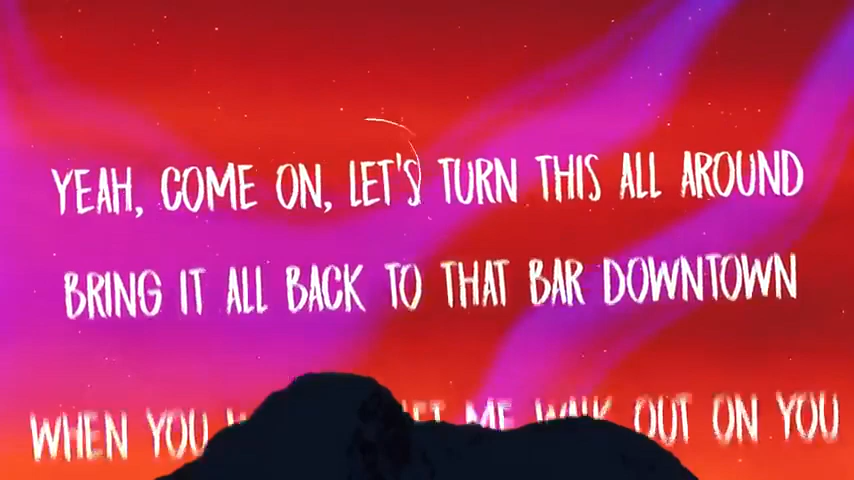 YEAH, COME ON, LET'S TURN THIS ALL AROUND
BRING IT ALL BACK TO THAT BAR DOWNTOWN
WHEN YOU LET ME WALK OUT ON YOU